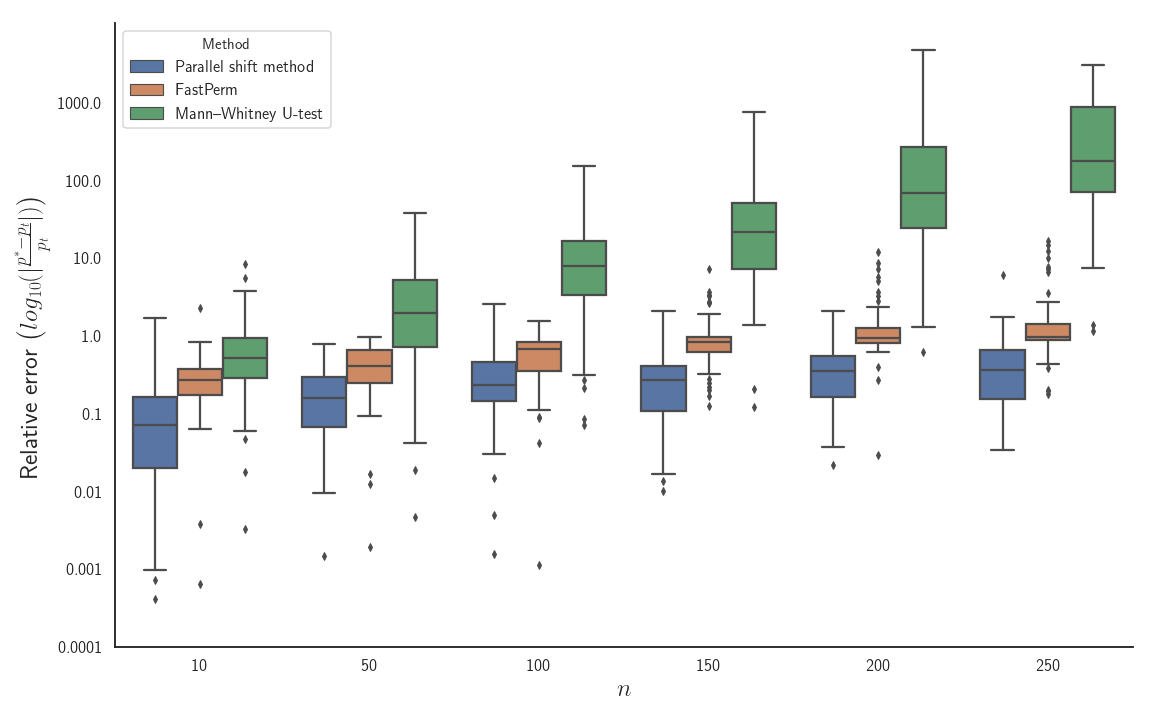 Method
Parallel shift method
FastPerm
Mann–Whitney U-test
Relative error (log₁₀(|p*−pₜ/pₜ|))
1000.0
100.0
10.0
1.0
0.1
0.01
0.001
0.0001
10 50 100 150 200 250
n